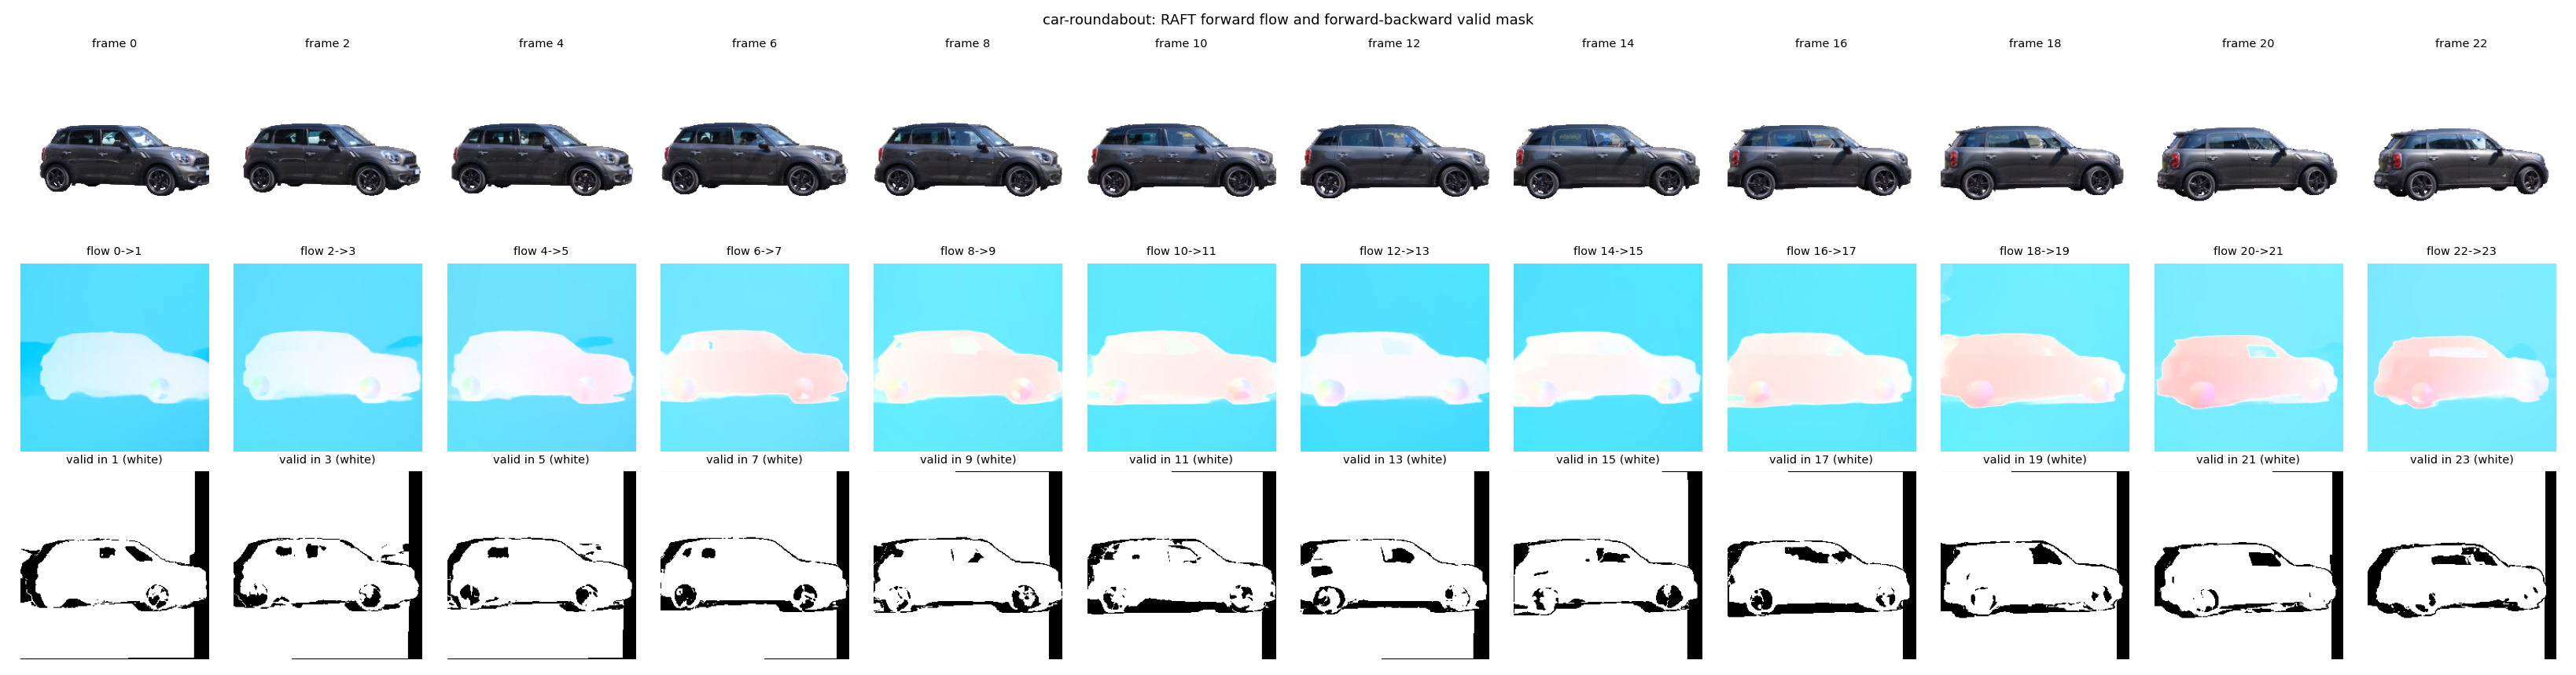 car-roundabout: RAFT forward flow and forward-backward valid mask
frame 0 frame 2 frame 4 frame 6 frame 8 frame 10 frame 12 frame 14 frame 16 frame 18 frame 20 frame 22
flow 0->1 flow 2->3 flow 4->5 flow 6->7 flow 8->9 flow 10->11 flow 12->13 flow 14->15 flow 16->17 flow 18->19 flow 20->21 flow 22->23
valid in 1 (white) valid in 3 (white) valid in 5 (white) valid in 7 (white) valid in 9 (white) valid in 11 (white) valid in 13 (white) valid in 15 (white) valid in 17 (white) valid in 19 (white) valid in 21 (white) valid in 23 (white)